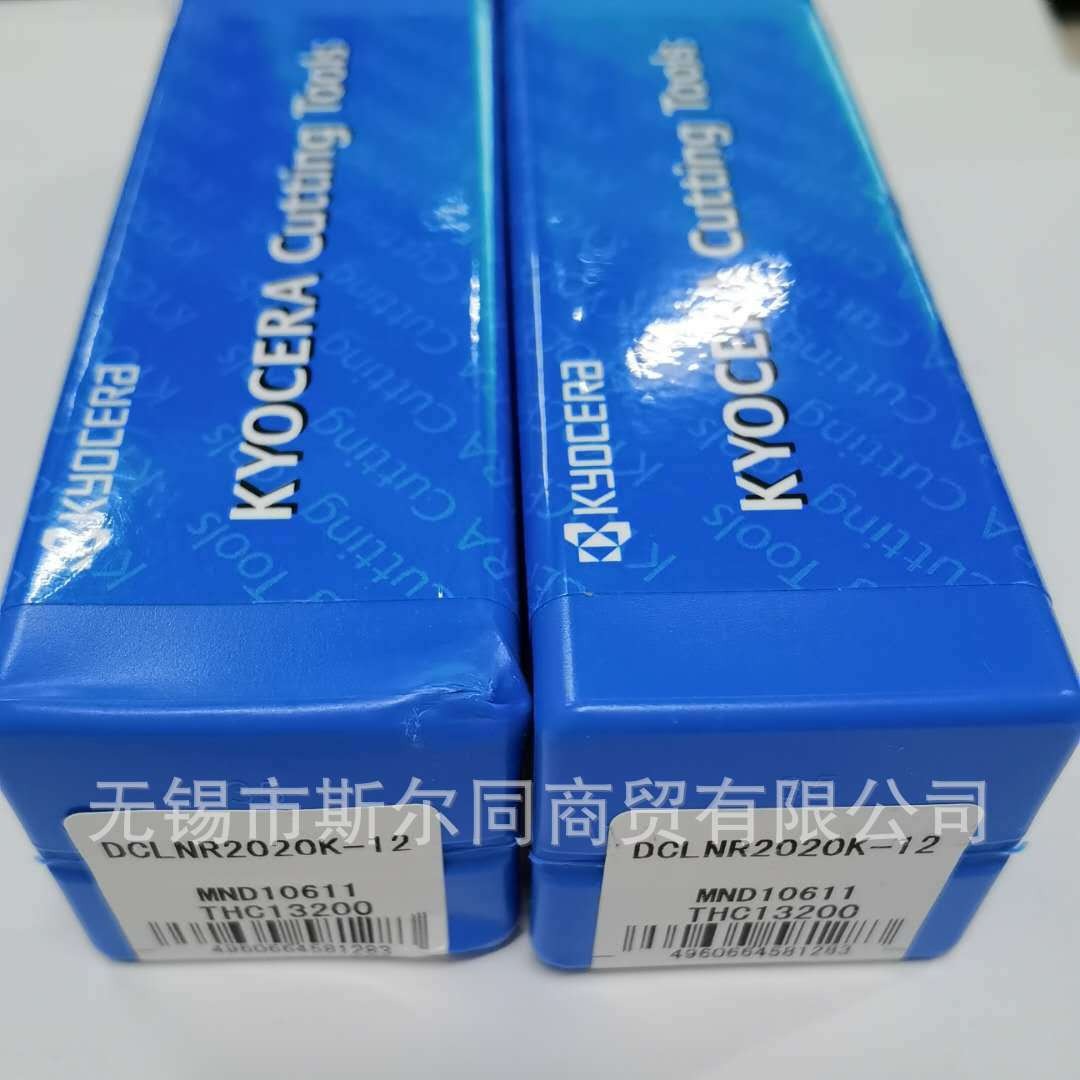 KYOCERA Cutting Tools
KYOCERA
KYOCERA Cutting Tools
KYOCERA
无锡市斯尔同商贸有限公司
DCLNR2020K-12
MND10611
THC13200
4960664581283
DCLNR2020K-12
MND10611
THC13200
4960664581283